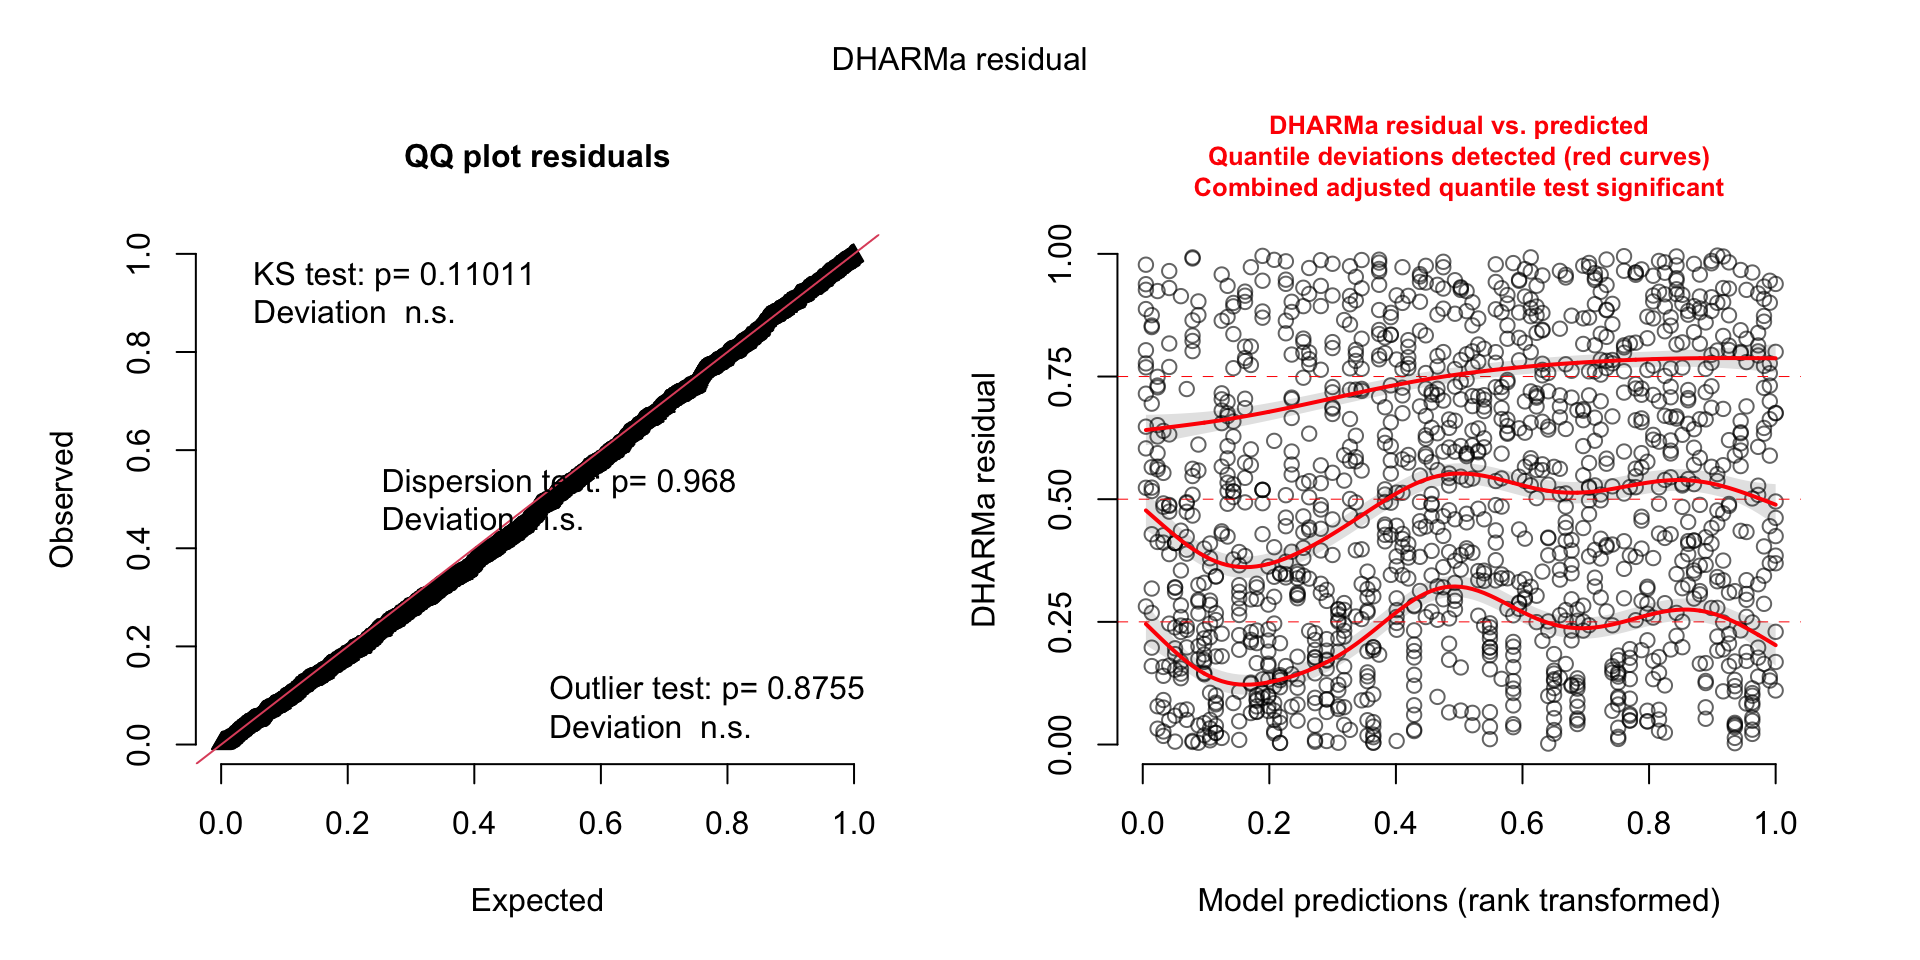 DHARMa residual
QQ plot residuals
KS test: p= 0.11011
Deviation  n.s.
Dispersion test: p= 0.968
Deviation  n.s.
Outlier test: p= 0.8755
Deviation  n.s.
Observed
0.0 0.2 0.4 0.6 0.8 1.0
0.0 0.2 0.4 0.6 0.8 1.0
Expected
DHARMa residual vs. predicted
Quantile deviations detected (red curves)
Combined adjusted quantile test significant
DHARMa residual
0.00 0.25 0.50 0.75 1.00
0.0 0.2 0.4 0.6 0.8 1.0
Model predictions (rank transformed)